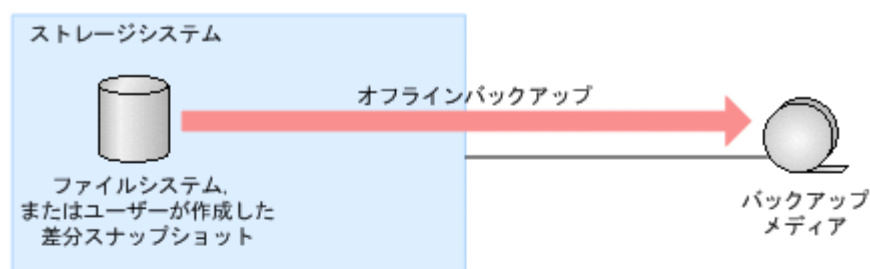 ストレージシステム
オフラインバックアップ
ファイルシステム,
またはユーザーが作成した
差分スナップショット
バックアップ
メディア